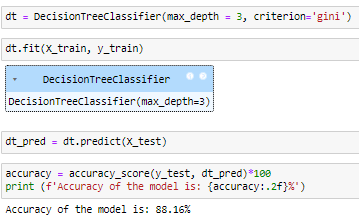 dt = DecisionTreeClassifier(max_depth = 3, criterion='gini')
dt.fit(X_train, y_train)
DecisionTreeClassifier
DecisionTreeClassifier(max_depth=3)
dt_pred = dt.predict(X_test)
accuracy = accuracy_score(y_test, dt_pred)*100
print (f'Accuracy of the model is: {accuracy:.2f}%')
Accuracy of the model is: 88.16%